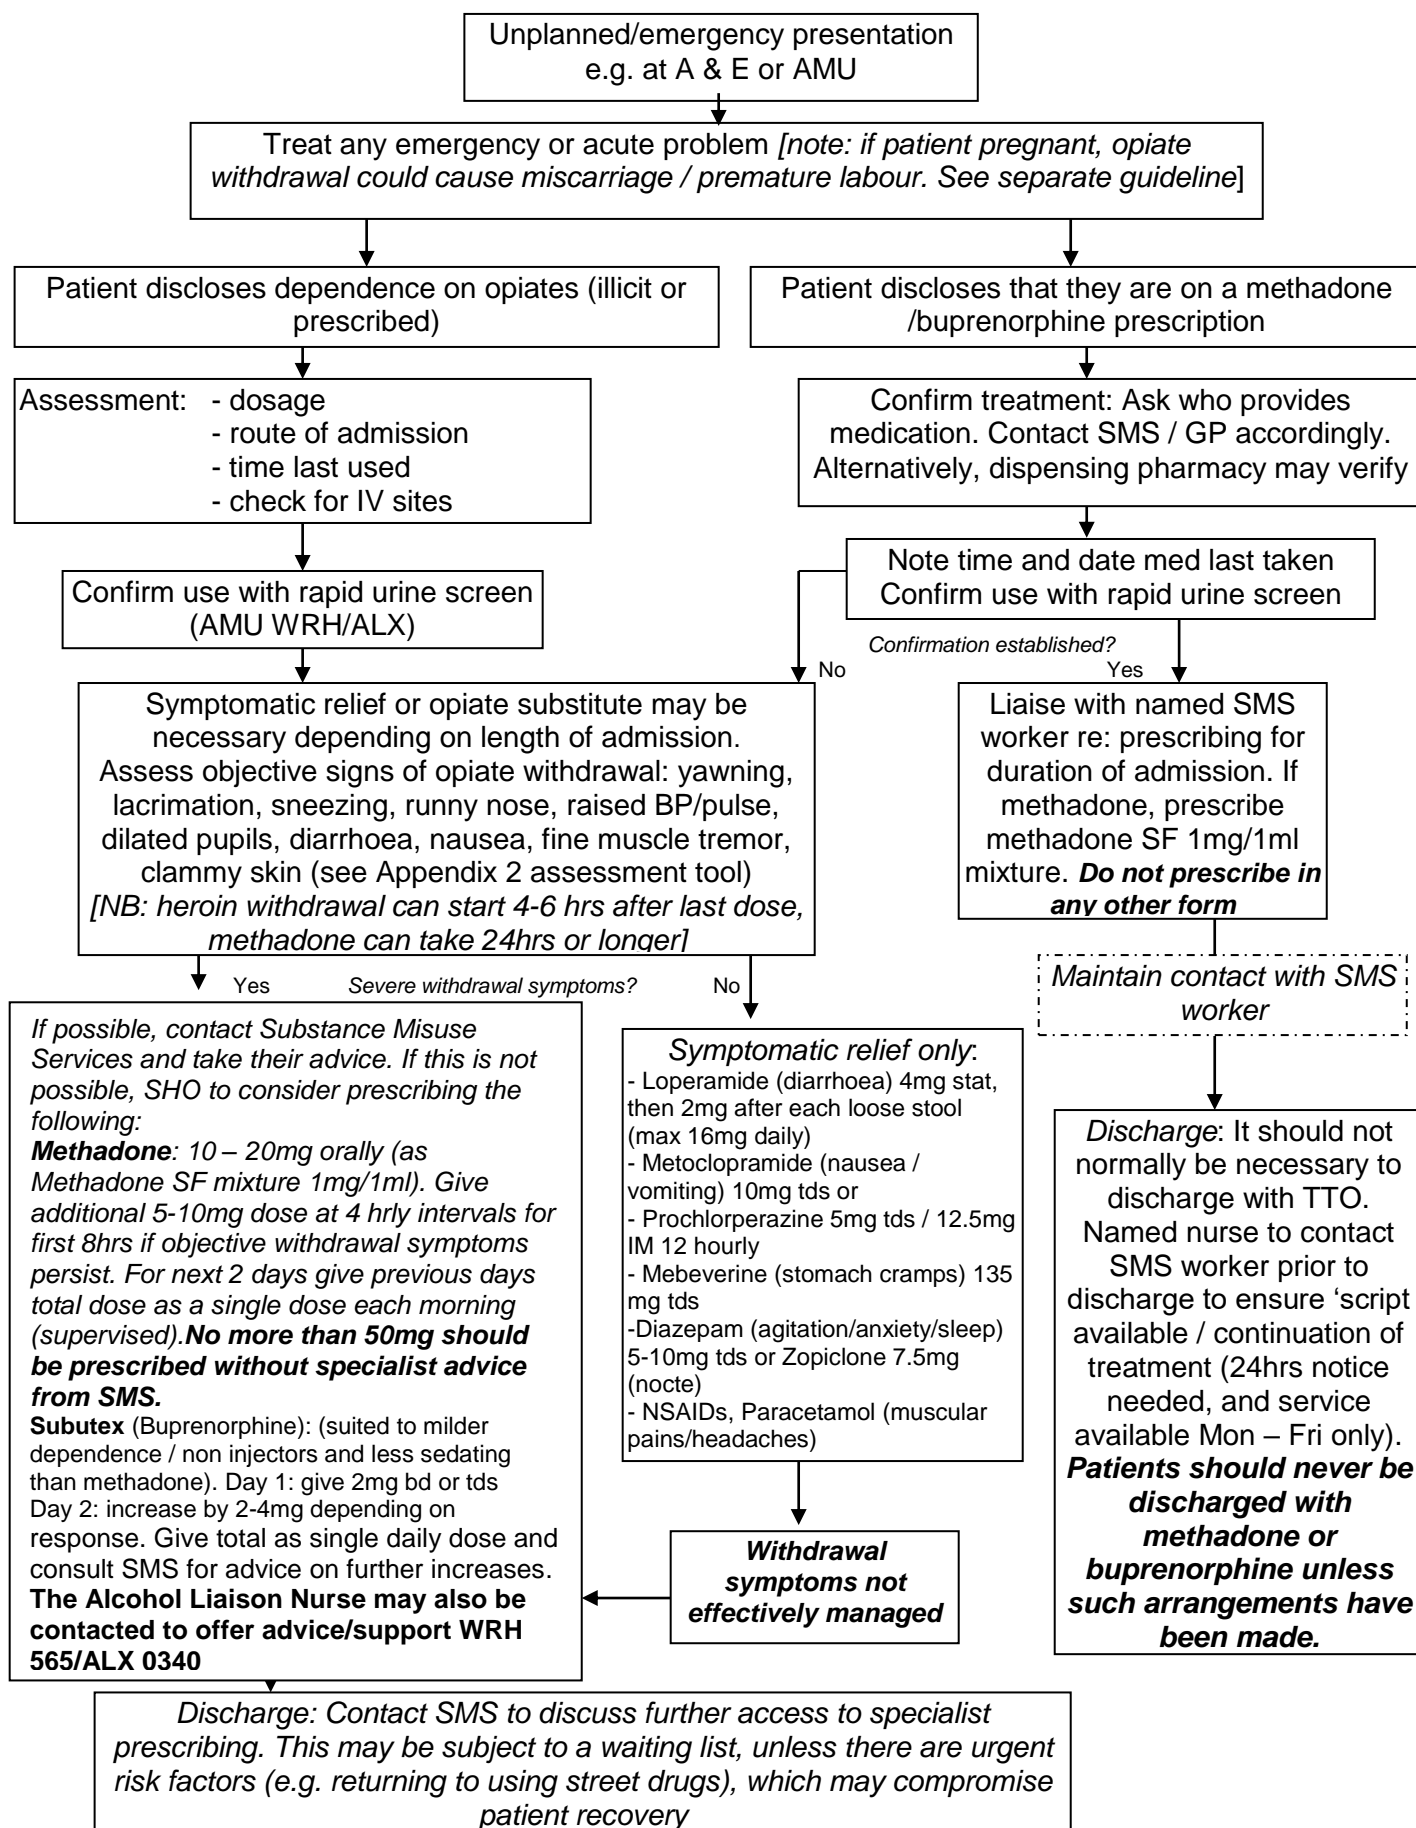 Unplanned/emergency presentation
e.g. at A & E or AMU
Treat any emergency or acute problem [note: if patient pregnant, opiate
withdrawal could cause miscarriage / premature labour. See separate guideline]
Patient discloses dependence on opiates (illicit or
prescribed)
Patient discloses that they are on a methadone
/buprenorphine prescription
Assessment: - dosage
- route of admission
- time last used
- check for IV sites
Confirm treatment: Ask who provides
medication. Contact SMS / GP accordingly.
Alternatively, dispensing pharmacy may verify
Confirm use with rapid urine screen
(AMU WRH/ALX)
Note time and date med last taken
Confirm use with rapid urine screen
Confirmation established?
No
Yes
Symptomatic relief or opiate substitute may be
necessary depending on length of admission.
Assess objective signs of opiate withdrawal: yawning,
lacrimation, sneezing, runny nose, raised BP/pulse,
dilated pupils, diarrhoea, nausea, fine muscle tremor,
clammy skin (see Appendix 2 assessment tool)
[NB: heroin withdrawal can start 4-6 hrs after last dose,
methadone can take 24hrs or longer]
Liaise with named SMS
worker re: prescribing for
duration of admission. If
methadone, prescribe
methadone SF 1mg/1ml
mixture. Do not prescribe in
any other form
Yes
Severe withdrawal symptoms?
No
Maintain contact with SMS
worker
If possible, contact Substance Misuse
Services and take their advice. If this is not
possible, SHO to consider prescribing the
following:
Methadone: 10 – 20mg orally (as
Methadone SF mixture 1mg/1ml). Give
additional 5-10mg dose at 4 hrly intervals for
first 8hrs if objective withdrawal symptoms
persist. For next 2 days give previous days
total dose as a single dose each morning
(supervised).No more than 50mg should
be prescribed without specialist advice
from SMS.
Subutex (Buprenorphine): (suited to milder
dependence / non injectors and less sedating
than methadone). Day 1: give 2mg bd or tds
Day 2: increase by 2-4mg depending on
response. Give total as single daily dose and
consult SMS for advice on further increases.
The Alcohol Liaison Nurse may also be
contacted to offer advice/support WRH
565/ALX 0340
Symptomatic relief only:
- Loperamide (diarrhoea) 4mg stat,
then 2mg after each loose stool
(max 16mg daily)
- Metoclopramide (nausea /
vomiting) 10mg tds or
- Prochlorperazine 5mg tds / 12.5mg
IM 12 hourly
- Mebeverine (stomach cramps) 135
mg tds
-Diazepam (agitation/anxiety/sleep)
5-10mg tds or Zopiclone 7.5mg
(nocte)
- NSAIDs, Paracetamol (muscular
pains/headaches)
Withdrawal
symptoms not
effectively managed
Discharge: It should not
normally be necessary to
discharge with TTO.
Named nurse to contact
SMS worker prior to
discharge to ensure ‘script
available / continuation of
treatment (24hrs notice
needed, and service
available Mon – Fri only).
Patients should never be
discharged with
methadone or
buprenorphine unless
such arrangements have
been made.
Discharge: Contact SMS to discuss further access to specialist
prescribing. This may be subject to a waiting list, unless there are urgent
risk factors (e.g. returning to using street drugs), which may compromise
patient recovery